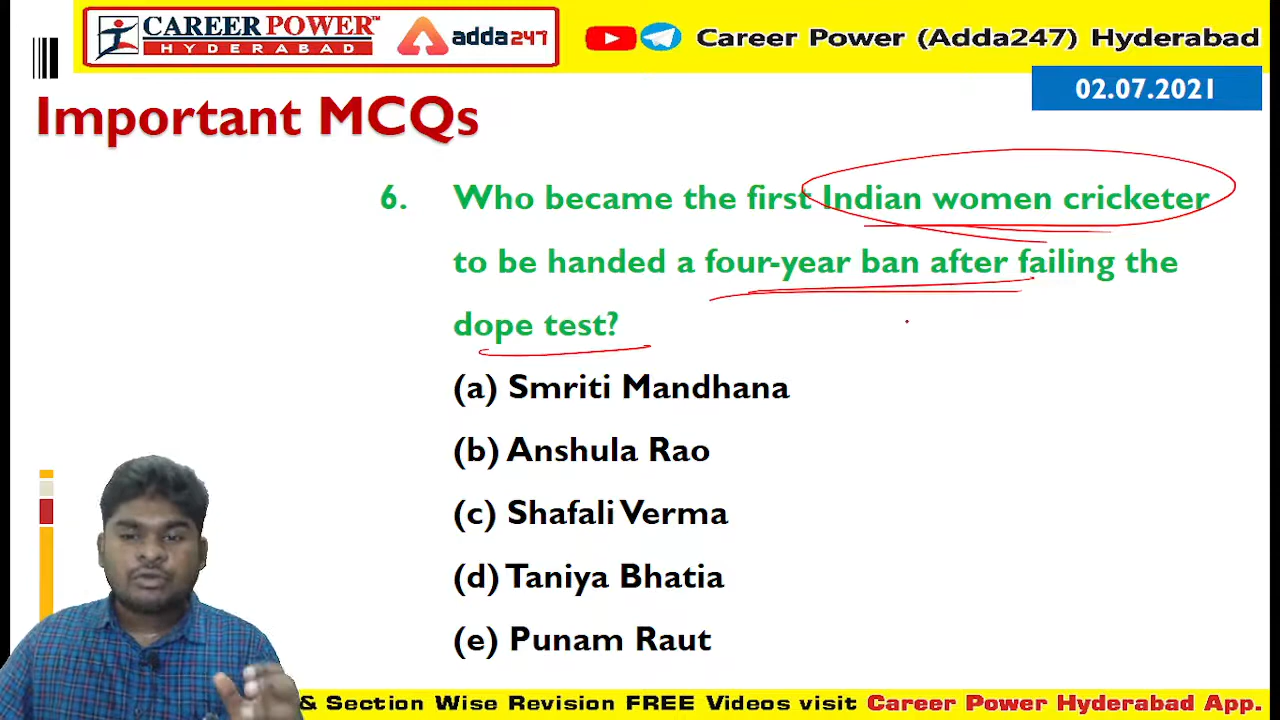 CAREER POWER™
HYDERABAD
adda247
Career Power (Adda247) Hyderabad
02.07.2021
Important MCQs
6. Who became the first Indian women cricketer
to be handed a four-year ban after failing the
dope test?
(a) Smriti Mandhana
(b) Anshula Rao
(c) Shafali Verma
(d) Taniya Bhatia
(e) Punam Raut
& Section Wise Revision FREE Videos visit Career Power Hyderabad App.